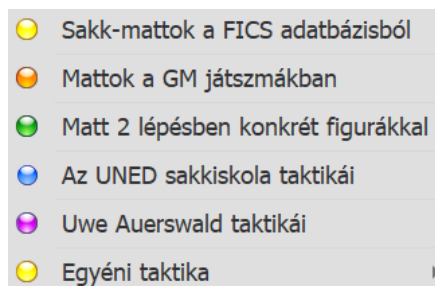 Sakk-mattok a FICS adatbázisból
Mattok a GM játszmákban
Matt 2 lépésben konkrét figurákkal
Az UNED sakkiskola taktikái
Uwe Auerswald taktikái
Egyéni taktika